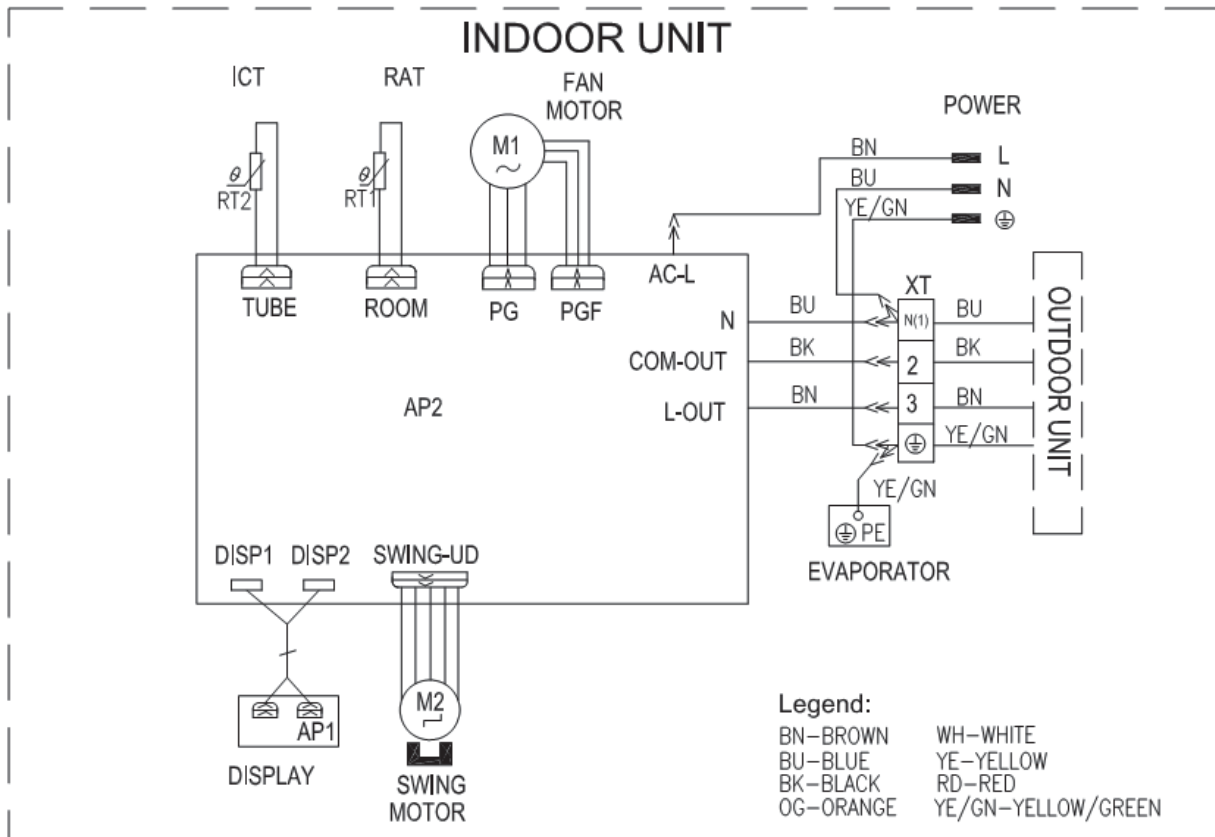 INDOOR UNIT
ICT
RAT
FAN
MOTOR
POWER
M1
θ
RT2
θ
RT1
BN
L
BU
N
YE/GN
TUBE
ROOM
PG
PGF
AC-L
XT
N
BU
N(1)
BU
COM-OUT
BK
2
BK
AP2
L-OUT
BN
3
BN
YE/GN
OUTDOOR UNIT
YE/GN
PE
EVAPORATOR
DISP1
DISP2
SWING-UD
M2
AP1
DISPLAY
SWING
MOTOR
Legend:
BN-BROWN WH-WHITE
BU-BLUE YE-YELLOW
BK-BLACK RD-RED
OG-ORANGE YE/GN-YELLOW/GREEN